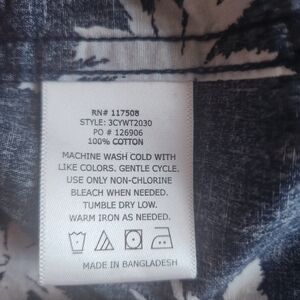 RN# 117508
STYLE: 3CYWT2030
PO # 126906
100% COTTON
MACHINE WASH COLD WITH
LIKE COLORS. GENTLE CYCLE.
USE ONLY NON-CHLORINE
BLEACH WHEN NEEDED.
TUMBLE DRY LOW.
WARM IRON AS NEEDED.
MADE IN BANGLADESH